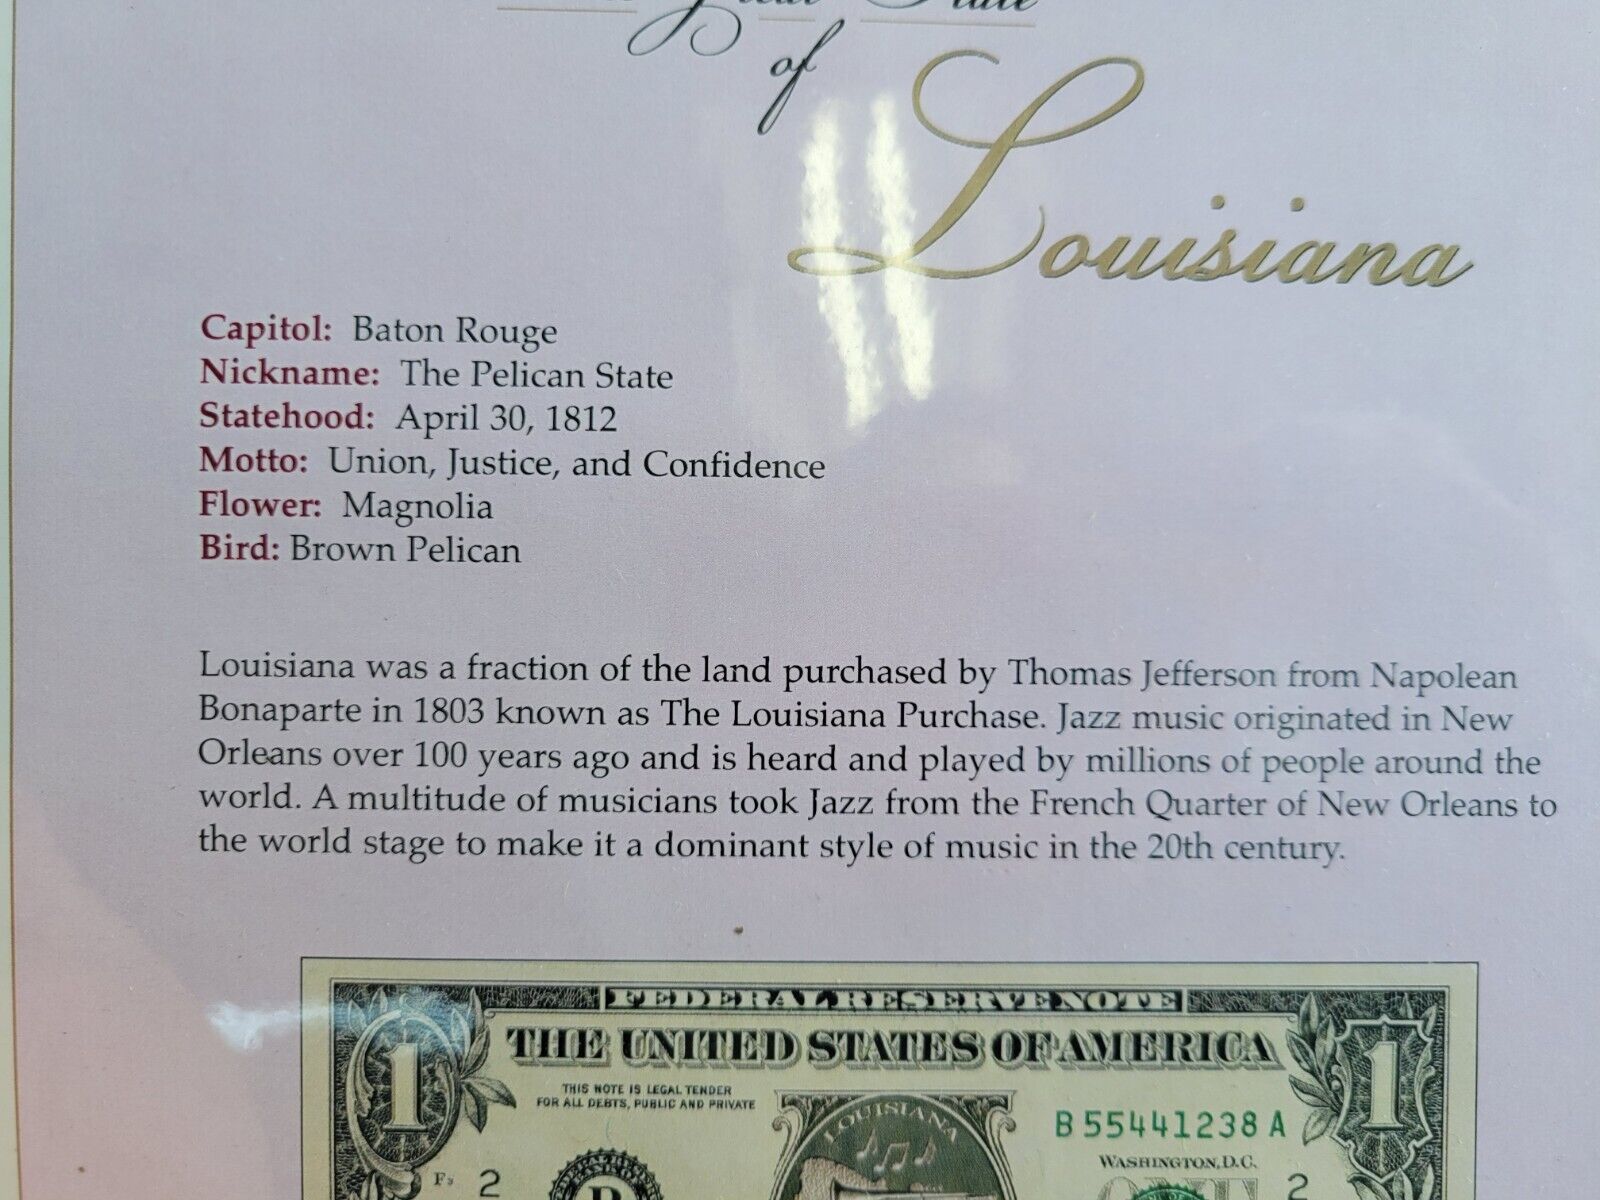 Great State
of
Louisiana
Capitol: Baton Rouge
Nickname: The Pelican State
Statehood: April 30, 1812
Motto: Union, Justice, and Confidence
Flower: Magnolia
Bird: Brown Pelican
Louisiana was a fraction of the land purchased by Thomas Jefferson from Napolean
Bonaparte in 1803 known as The Louisiana Purchase. Jazz music originated in New
Orleans over 100 years ago and is heard and played by millions of people around the
world. A multitude of musicians took Jazz from the French Quarter of New Orleans to
the world stage to make it a dominant style of music in the 20th century.
FEDERAL RESERVE NOTE
1 THE UNITED STATES OF AMERICA 1
THIS NOTE IS LEGAL TENDER
FOR ALL DEBTS, PUBLIC AND PRIVATE
LOUISIANA
B 55441238 A
WASHINGTON, D.C.
F3 2 B 2